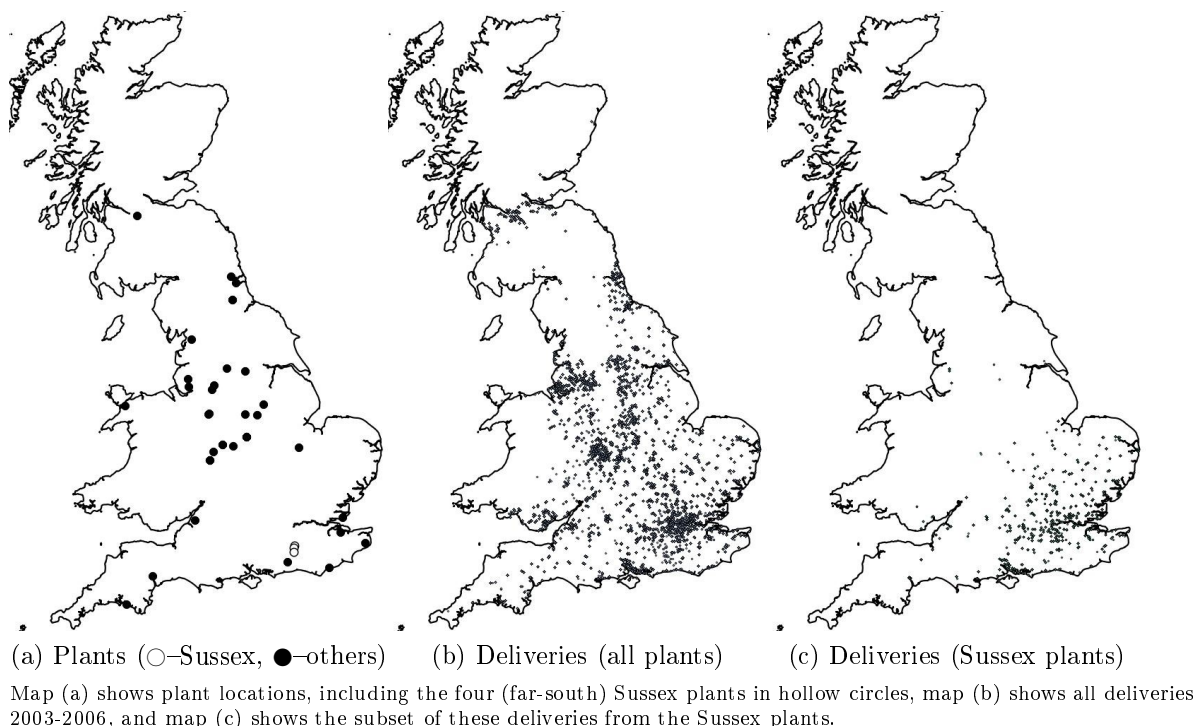 (a) Plants (○–Sussex, ●–others)
(b) Deliveries (all plants)
(c) Deliveries (Sussex plants)
Map (a) shows plant locations, including the four (far-south) Sussex plants in hollow circles, map (b) shows all deliveries
2003-2006, and map (c) shows the subset of these deliveries from the Sussex plants.